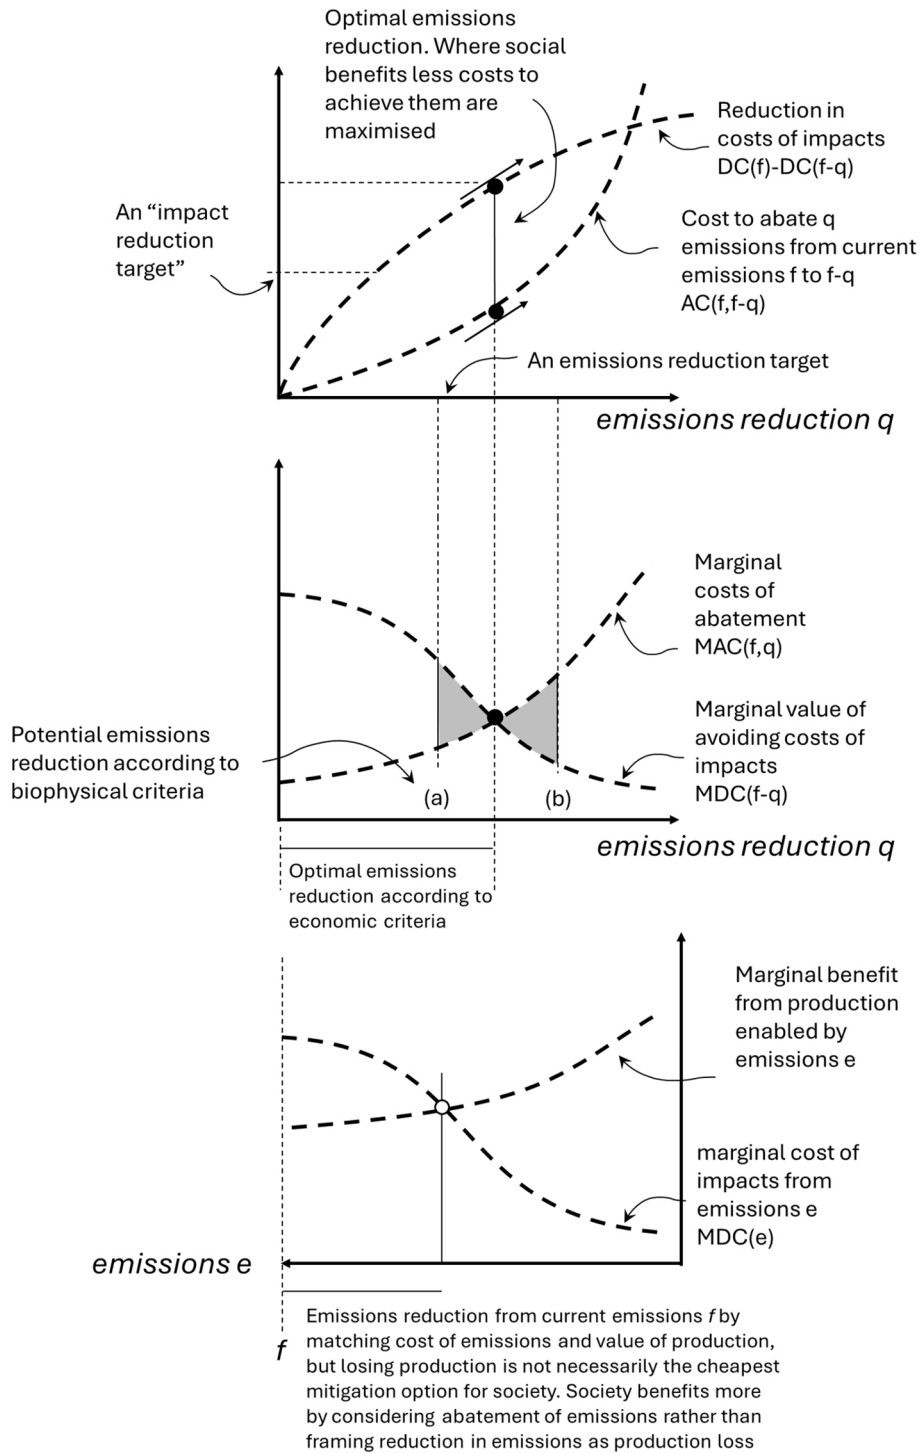 Optimal emissions
reduction. Where social
benefits less costs to
achieve them are
maximised
Reduction in
costs of impacts
DC(f)-DC(f-q)
An “impact
reduction
target”
Cost to abate q
emissions from current
emissions f to f-q
AC(f,f-q)
An emissions reduction target
emissions reduction q
Marginal
costs of
abatement
MAC(f,q)
Potential emissions
reduction according to
biophysical criteria
Marginal value of
avoiding costs of
impacts
MDC(f-q)
(a)
(b)
emissions reduction q
Optimal emissions
reduction according to
economic criteria
Marginal benefit
from production
enabled by
emissions e
marginal cost of
impacts from
emissions e
MDC(e)
emissions e
f
Emissions reduction from current emissions f by
matching cost of emissions and value of production,
but losing production is not necessarily the cheapest
mitigation option for society. Society benefits more
by considering abatement of emissions rather than
framing reduction in emissions as production loss